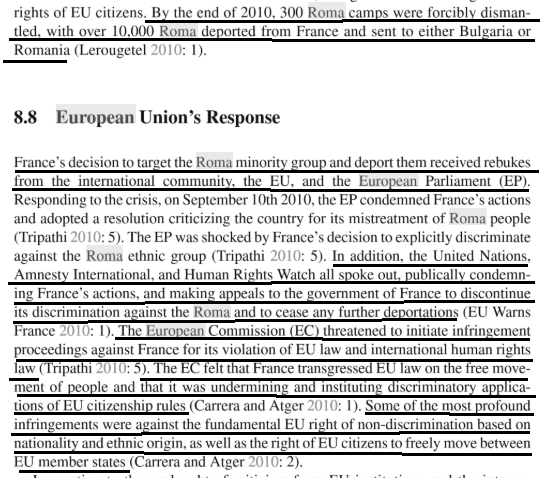 rights of EU citizens. By the end of 2010, 300 Roma camps were forcibly disman-
tled, with over 10,000 Roma deported from France and sent to either Bulgaria or
Romania (Lerougetel 2010: 1).
8.8 European Union's Response
France's decision to target the Roma minority group and deport them received rebukes
from the international community, the EU, and the European Parliament (EP).
Responding to the crisis, on September 10th 2010, the EP condemned France's actions
and adopted a resolution criticizing the country for its mistreatment of Roma people
(Tripathi 2010: 5). The EP was shocked by France's decision to explicitly discriminate
against the Roma ethnic group (Tripathi 2010: 5). In addition, the United Nations,
Amnesty International, and Human Rights Watch all spoke out, publically condemn-
ing France's actions, and making appeals to the government of France to discontinue
its discrimination against the Roma and to cease any further deportations (EU Warns
France 2010: 1). The European Commission (EC) threatened to initiate infringement
proceedings against France for its violation of EU law and international human rights
law (Tripathi 2010: 5). The EC felt that France transgressed EU law on the free move-
ment of people and that it was undermining and instituting discriminatory applica-
tions of EU citizenship rules (Carrera and Atger 2010: 1). Some of the most profound
infringements were against the fundamental EU right of non-discrimination based on
nationality and ethnic origin, as well as the right of EU citizens to freely move between
EU member states (Carrera and Atger 2010: 2).